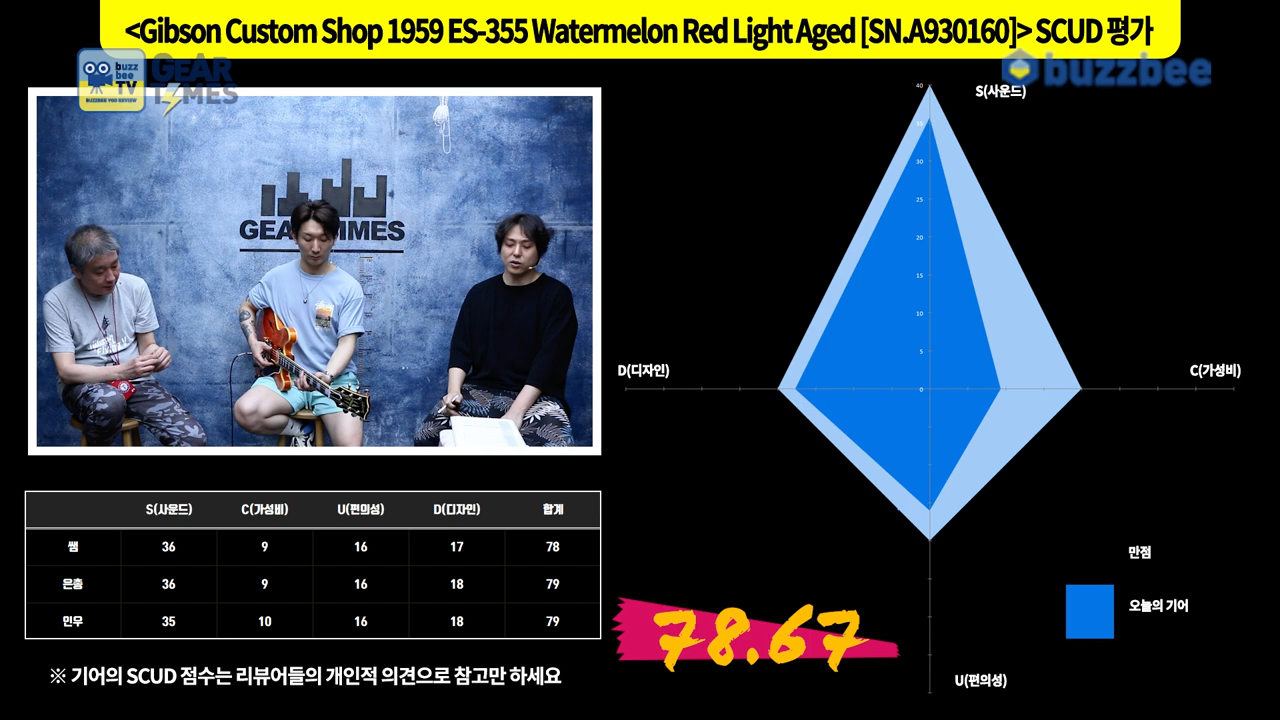 <Gibson Custom Shop 1959 ES-355 Watermelon Red Light Aged [SN.A930160]> SCUD 평가
buzz
bee
TV
BUZZBEE YOU REVIEW
GEAR
TIMES
buzzbee
GEAR TIMES
S(사운드)
40
35
30
25
20
15
10
5
0
D(디자인)
C(가성비)
U(편의성)
만점
오늘의 기어
S(사운드) C(가성비) U(편의성) D(디자인) 합계
쌤 36 9 16 17 78
은총 36 9 16 18 79
민우 35 10 16 18 79
78.67
※ 기어의 SCUD 점수는 리뷰어들의 개인적 의견으로 참고만 하세요